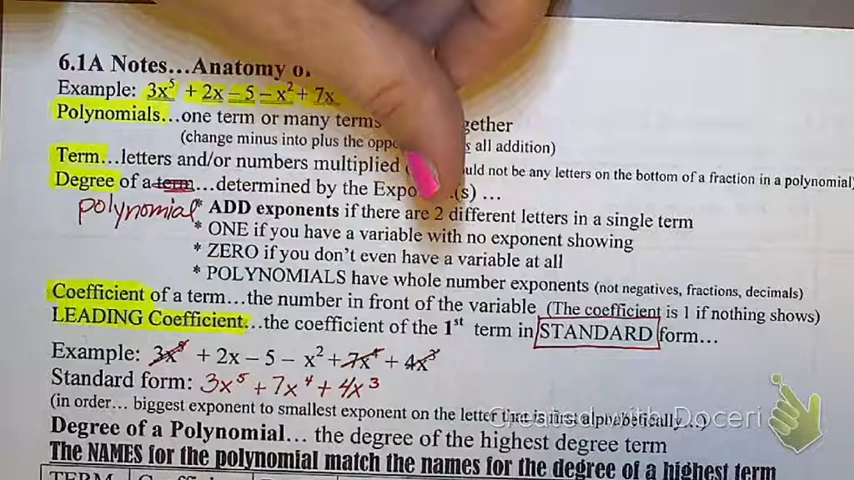 6.1A Notes...Anatomy o
Example: 3x⁵ + 2x – 5 – x² + 7x
Polynomials...one term or many terms gether
(change minus into plus the oppo s all addition)
Term...letters and/or numbers multiplied ould not be any letters on the bottom of a fraction in a polynomial)
Degree of a term...determined by the Expo .(s) ...
polynomial * ADD exponents if there are 2 different letters in a single term
* ONE if you have a variable with no exponent showing
* ZERO if you don't even have a variable at all
* POLYNOMIALS have whole number exponents (not negatives, fractions, decimals)
Coefficient of a term...the number in front of the variable (The coefficient is 1 if nothing shows)
LEADING Coefficient...the coefficient of the 1st term in STANDARD form...
Example: 3x⁵ + 2x – 5 – x² + 7x⁴ + 4x³
Standard form: 3x⁵ + 7x⁴ + 4x³
(in order... biggest exponent to smallest exponent on the letter that is first alphabetically...)
Created with Doceri
Degree of a Polynomial... the degree of the highest degree term
The NAMES for the polynomial match the names for the degree of a highest term
TERM